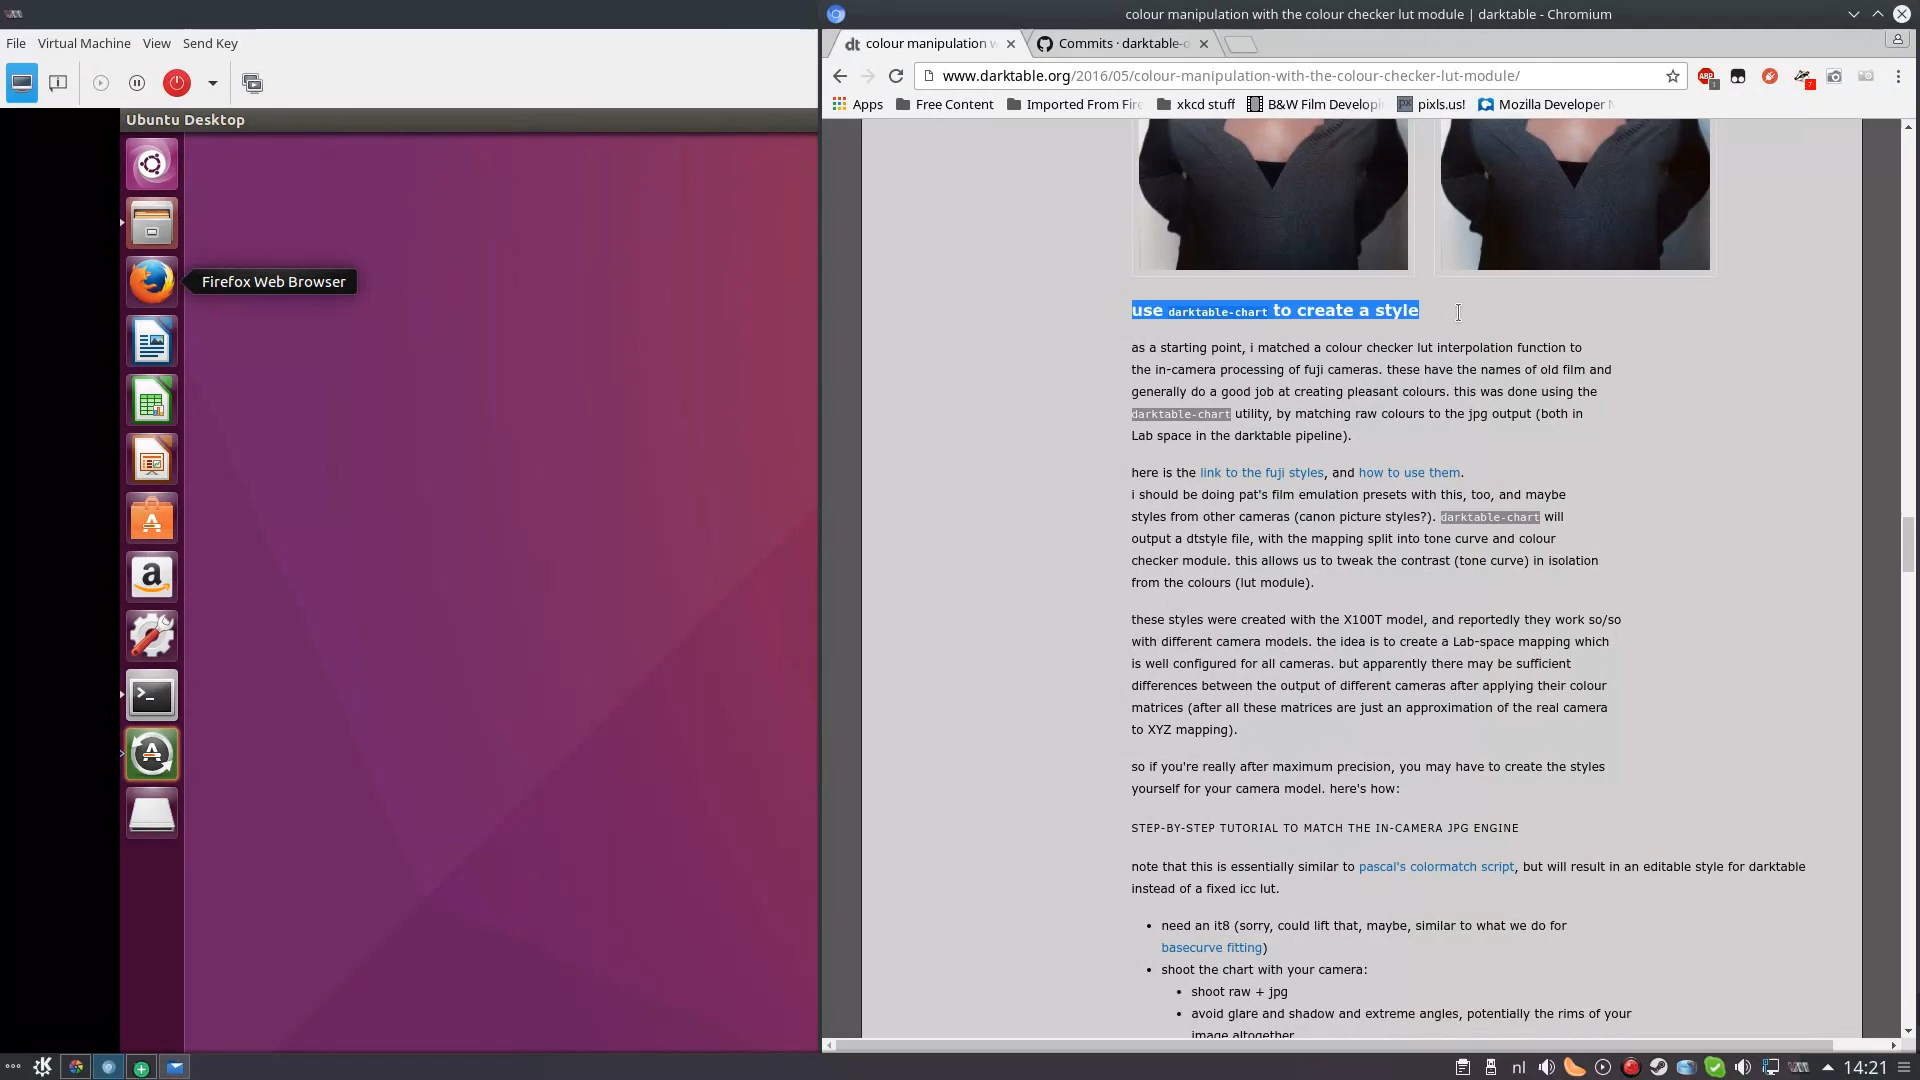 colour manipulation with the colour checker lut module | darktable - Chromium
File Virtual Machine View Send Key
dt colour manipulation w
Commits · darktable-o
www.darktable.org/2016/05/colour-manipulation-with-the-colour-checker-lut-module/
ABP 1 7
Apps Free Content Imported From Fire xkcd stuff B&W Film Developi px pixls.us! Mozilla Developer N
Ubuntu Desktop
Firefox Web Browser
use darktable-chart to create a style
as a starting point, i matched a colour checker lut interpolation function to
the in-camera processing of fuji cameras. these have the names of old film and
generally do a good job at creating pleasant colours. this was done using the
darktable-chart utility, by matching raw colours to the jpg output (both in
Lab space in the darktable pipeline).
here is the link to the fuji styles, and how to use them.
i should be doing pat's film emulation presets with this, too, and maybe
styles from other cameras (canon picture styles?). darktable-chart will
output a dtstyle file, with the mapping split into tone curve and colour
checker module. this allows us to tweak the contrast (tone curve) in isolation
from the colours (lut module).
these styles were created with the X100T model, and reportedly they work so/so
with different camera models. the idea is to create a Lab-space mapping which
is well configured for all cameras. but apparently there may be sufficient
differences between the output of different cameras after applying their colour
matrices (after all these matrices are just an approximation of the real camera
to XYZ mapping).
so if you're really after maximum precision, you may have to create the styles
yourself for your camera model. here's how:
STEP-BY-STEP TUTORIAL TO MATCH THE IN-CAMERA JPG ENGINE
note that this is essentially similar to pascal's colormatch script, but will result in an editable style for darktable
instead of a fixed icc lut.
• need an it8 (sorry, could lift that, maybe, similar to what we do for
basecurve fitting)
• shoot the chart with your camera:
• shoot raw + jpg
• avoid glare and shadow and extreme angles, potentially the rims of your
image altogether
nl 14:21